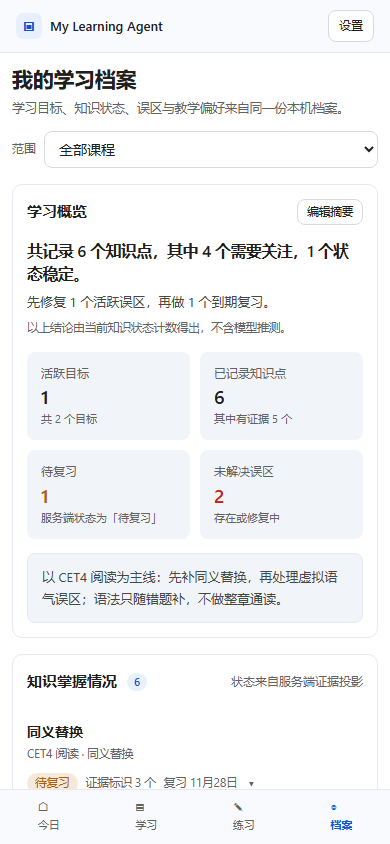 My Learning Agent
设置
我的学习档案
学习目标、知识状态、误区与教学偏好来自同一份本机档案。
范围
全部课程
学习概览
编辑摘要
共记录 6 个知识点，其中 4 个需要关注，1 个状
态稳定。
先修复 1 个活跃误区，再做 1 个到期复习。
以上结论由当前知识状态计数得出，不含模型推测。
活跃目标
1
共 2 个目标
已记录知识点
6
其中有证据 5 个
待复习
1
服务端状态为「待复习」
未解决误区
2
存在或修复中
以 CET4 阅读为主线：先补同义替换，再处理虚拟语
气误区；语法只随错题补，不做整章通读。
知识掌握情况
6
状态来自服务端证据投影
同义替换
CET4 阅读 · 同义替换
待复习
证据标识 3 个
复习 11月28日
今日
学习
练习
档案